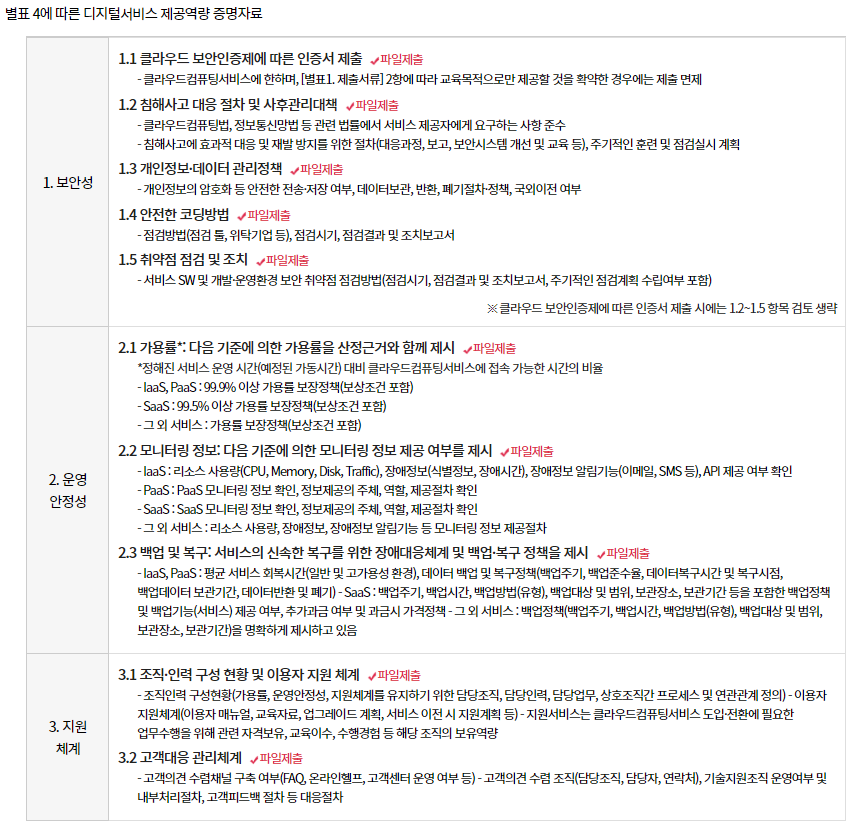 별표 4에 따른 디지털서비스 제공역량 증명자료
1. 보안성
1.1 클라우드 보안인증제에 따른 인증서 제출 ✔파일제출
- 클라우드컴퓨팅서비스에 한하며, [별표1. 제출서류] 2항에 따라 교육목적으로만 제공할 것을 확약한 경우에는 제출 면제
1.2 침해사고 대응 절차 및 사후관리대책 ✔파일제출
- 클라우드컴퓨팅법, 정보통신망법 등 관련 법률에서 서비스 제공자에게 요구하는 사항 준수
- 침해사고에 효과적 대응 및 재발 방지를 위한 절차(대응과정, 보고, 보안시스템 개선 및 교육 등), 주기적인 훈련 및 점검실시 계획
1.3 개인정보·데이터 관리정책 ✔파일제출
- 개인정보의 암호화 등 안전한 전송·저장 여부, 데이터보관, 반환, 폐기절차·정책, 국외이전 여부
1.4 안전한 코딩방법 ✔파일제출
- 점검방법(점검 툴, 위탁기업 등), 점검시기, 점검결과 및 조치보고서
1.5 취약점 점검 및 조치 ✔파일제출
- 서비스 SW 및 개발·운영환경 보안 취약점 점검방법(점검시기, 점검결과 및 조치보고서, 주기적인 점검계획 수립여부 포함)
※ 클라우드 보안인증제에 따른 인증서 제출 시에는 1.2~1.5 항목 검토 생략
2. 운영
안정성
2.1 가용률*: 다음 기준에 의한 가용률을 산정근거와 함께 제시 ✔파일제출
*정해진 서비스 운영 시간(예정된 가동시간) 대비 클라우드컴퓨팅서비스에 접속 가능한 시간의 비율
- IaaS, PaaS : 99.9% 이상 가용률 보장정책(보상조건 포함)
- SaaS : 99.5% 이상 가용률 보장정책(보상조건 포함)
- 그 외 서비스 : 가용률 보장정책(보상조건 포함)
2.2 모니터링 정보: 다음 기준에 의한 모니터링 정보 제공 여부를 제시 ✔파일제출
- IaaS : 리소스 사용량(CPU, Memory, Disk, Traffic), 장애정보(식별정보, 장애시간), 장애정보 알림기능(이메일, SMS 등), API 제공 여부 확인
- PaaS : PaaS 모니터링 정보 확인, 정보제공의 주체, 역할, 제공절차 확인
- SaaS : SaaS 모니터링 정보 확인, 정보제공의 주체, 역할, 제공절차 확인
- 그 외 서비스 : 리소스 사용량, 장애정보, 장애정보 알림기능 등 모니터링 정보 제공절차
2.3 백업 및 복구: 서비스의 신속한 복구를 위한 장애대응체계 및 백업·복구 정책을 제시 ✔파일제출
- IaaS, PaaS : 평균 서비스 회복시간(일반 및 고가용성 환경), 데이터 백업 및 복구정책(백업주기, 백업준수율, 데이터복구시간 및 복구시점,
백업데이터 보관기간, 데이터반환 및 폐기) - SaaS : 백업주기, 백업시간, 백업방법(유형), 백업대상 및 범위, 보관장소, 보관기간 등을 포함한 백업정책
및 백업기능(서비스) 제공 여부, 추가과금 여부 및 과금시 가격정책 - 그 외 서비스 : 백업정책(백업주기, 백업시간, 백업방법(유형), 백업대상 및 범위,
보관장소, 보관기간)을 명확하게 제시하고 있음
3. 지원
체계
3.1 조직·인력 구성 현황 및 이용자 지원 체계 ✔파일제출
- 조직인력 구성현황(가용률, 운영안정성, 지원체계를 유지하기 위한 담당조직, 담당인력, 담당업무, 상호조직간 프로세스 및 연관관계 정의) - 이용자
지원체계(이용자 매뉴얼, 교육자료, 업그레이드 계획, 서비스 이전 시 지원계획 등) - 지원서비스는 클라우드컴퓨팅서비스 도입·전환에 필요한
업무수행을 위해 관련 자격보유, 교육이수, 수행경험 등 해당 조직의 보유역량
3.2 고객대응 관리체계 ✔파일제출
- 고객의견 수렴채널 구축 여부(FAQ, 온라인헬프, 고객센터 운영 여부 등) - 고객의견 수렴 조직(담당조직, 담당자, 연락처), 기술지원조직 운영여부 및
내부처리절차, 고객피드백 절차 등 대응절차